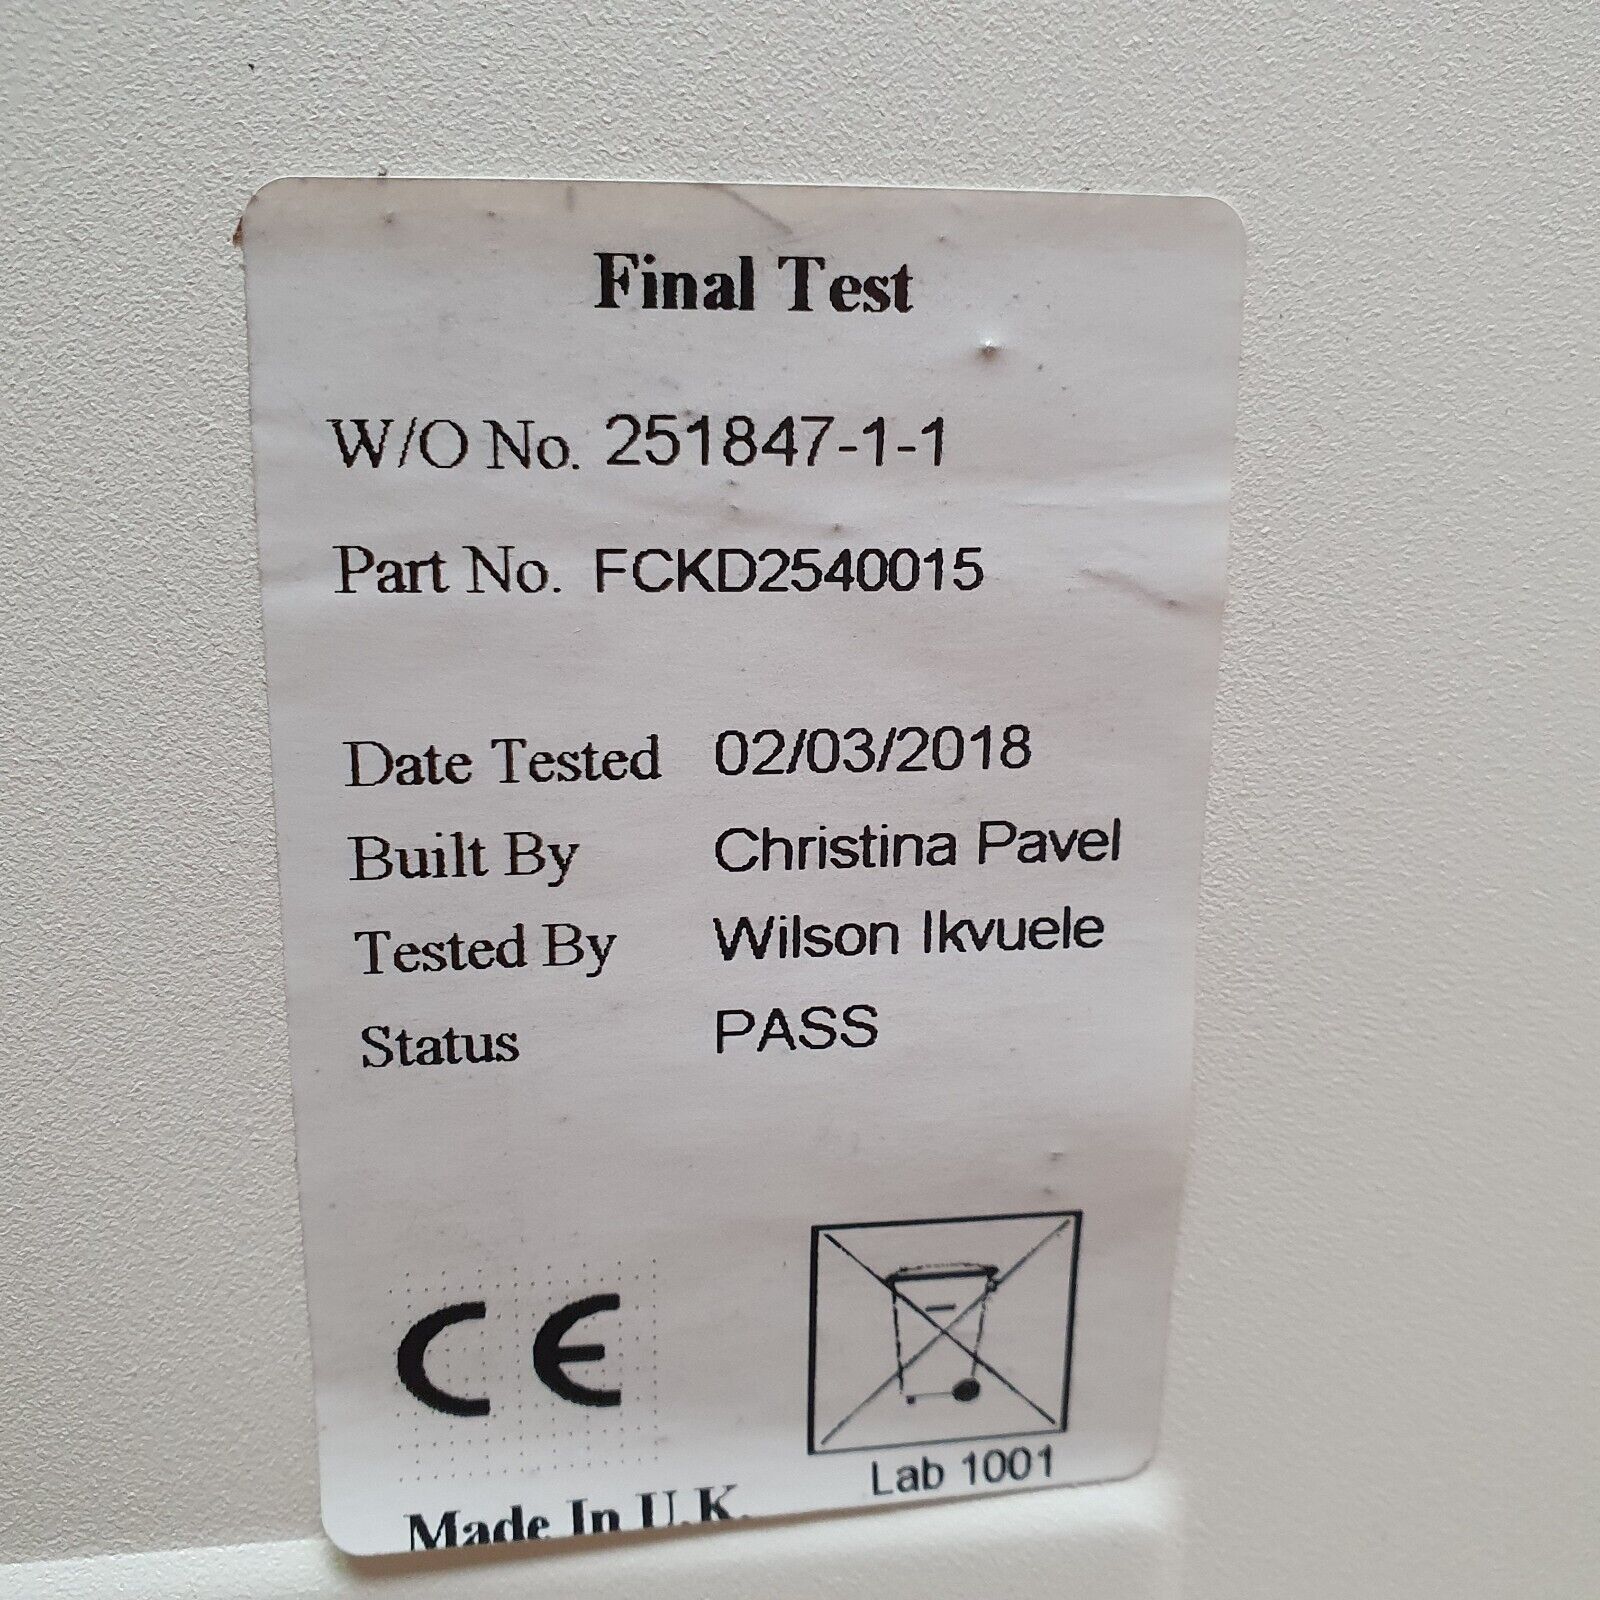 Final Test
W/O No. 251847-1-1
Part No. FCKD2540015
Date Tested 02/03/2018
Built By Christina Pavel
Tested By Wilson Ikvuele
Status PASS
CE
Lab 1001
Made In U.K.